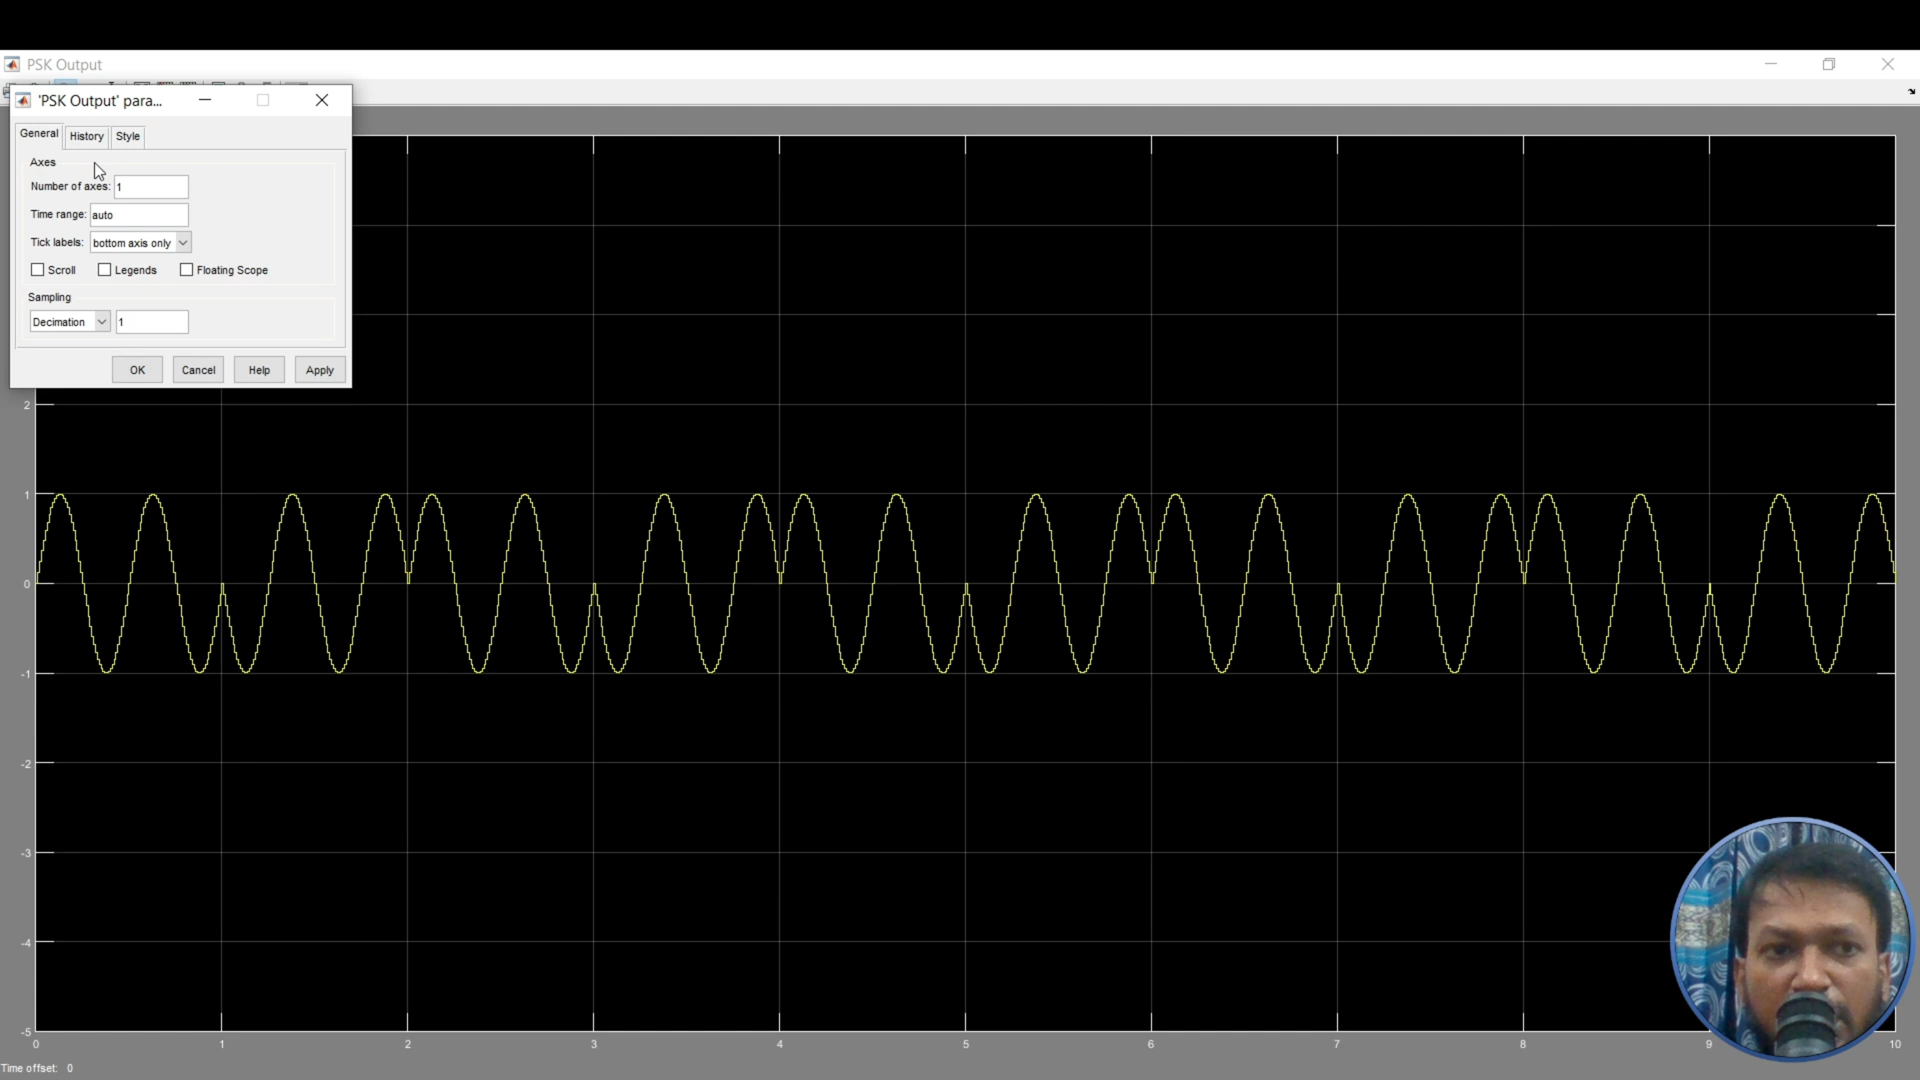 PSK Output
'PSK Output' para...
General History Style
Axes
Number of axes: 1
Time range: auto
Tick labels: bottom axis only
Scroll Legends Floating Scope
Sampling
Decimation 1
OK Cancel Help Apply
2
1
0
-1
-2
-3
-4
-5
0 1 2 3 4 5 6 7 8 9 10
Time offset: 0